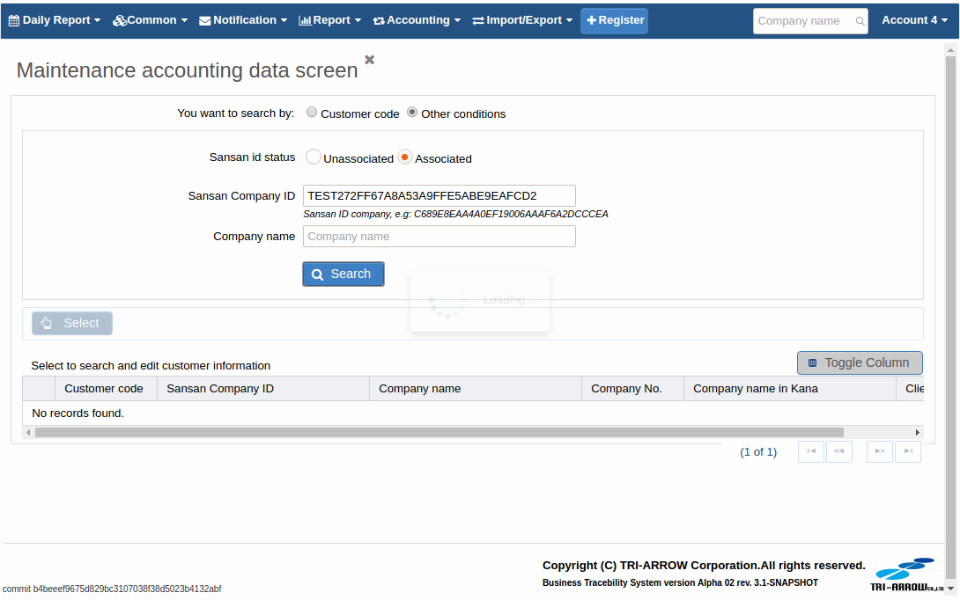 Daily Report Common Notification Report Accounting Import/Export Register Company name Account 4
Maintenance accounting data screen
You want to search by: Customer code Other conditions
Sansan id status Unassociated Associated
Sansan Company ID TEST272FF67A8A53A9FFE5ABE9EAFCD2
Sansan ID company, e.g: C689E8EAA4A0EF19006AAAF6A2DCCCEA
Company name Company name
Search
Loading...
Select
Select to search and edit customer information Toggle Column
Customer code Sansan Company ID Company name Company No. Company name in Kana Clie
No records found.
(1 of 1)
Copyright (C) TRI-ARROW Corporation.All rights reserved.
Business Tracebility System version Alpha 02 rev. 3.1-SNAPSHOT
TRI-ARROW CO.,LTD
commit b4beeef9675d829bc3107038f38d5023b4132abf